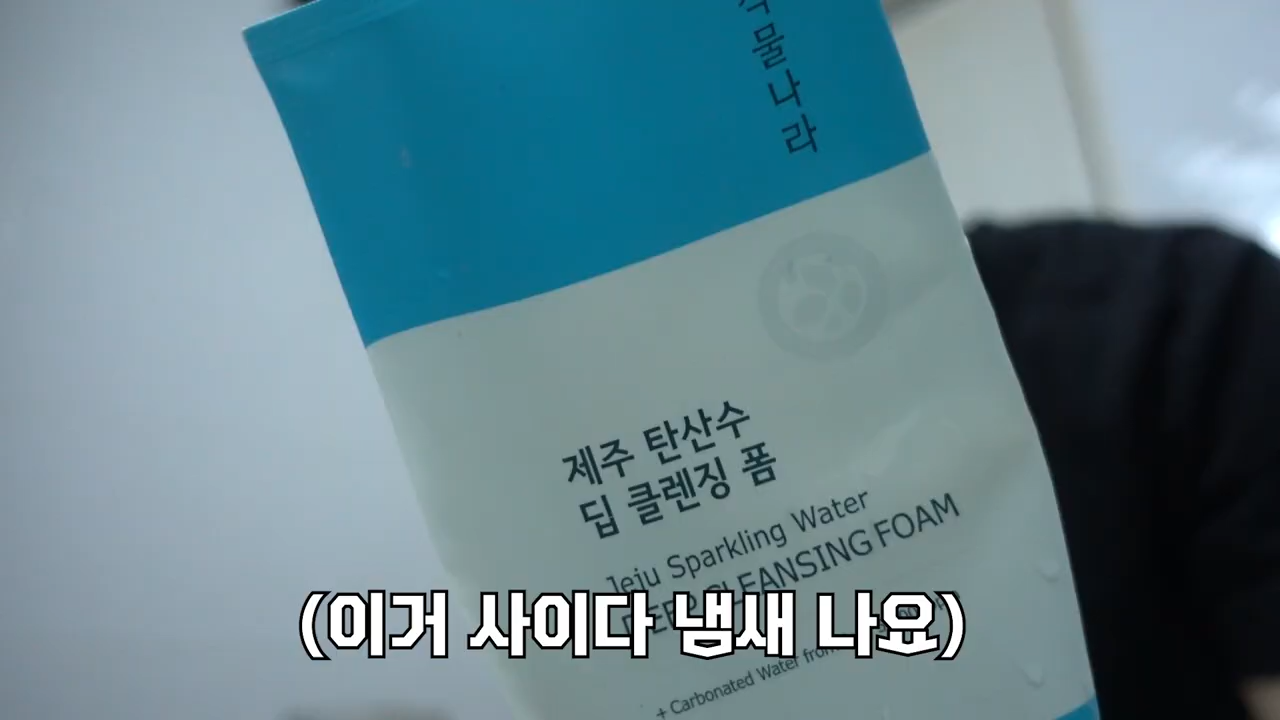 물나라
제주 탄산수
딥 클렌징 폼
Jeju Sparkling Water
DEEP CLEANSING FOAM
+ Carbonated Water from
(이거 사이다 냄새 나요)